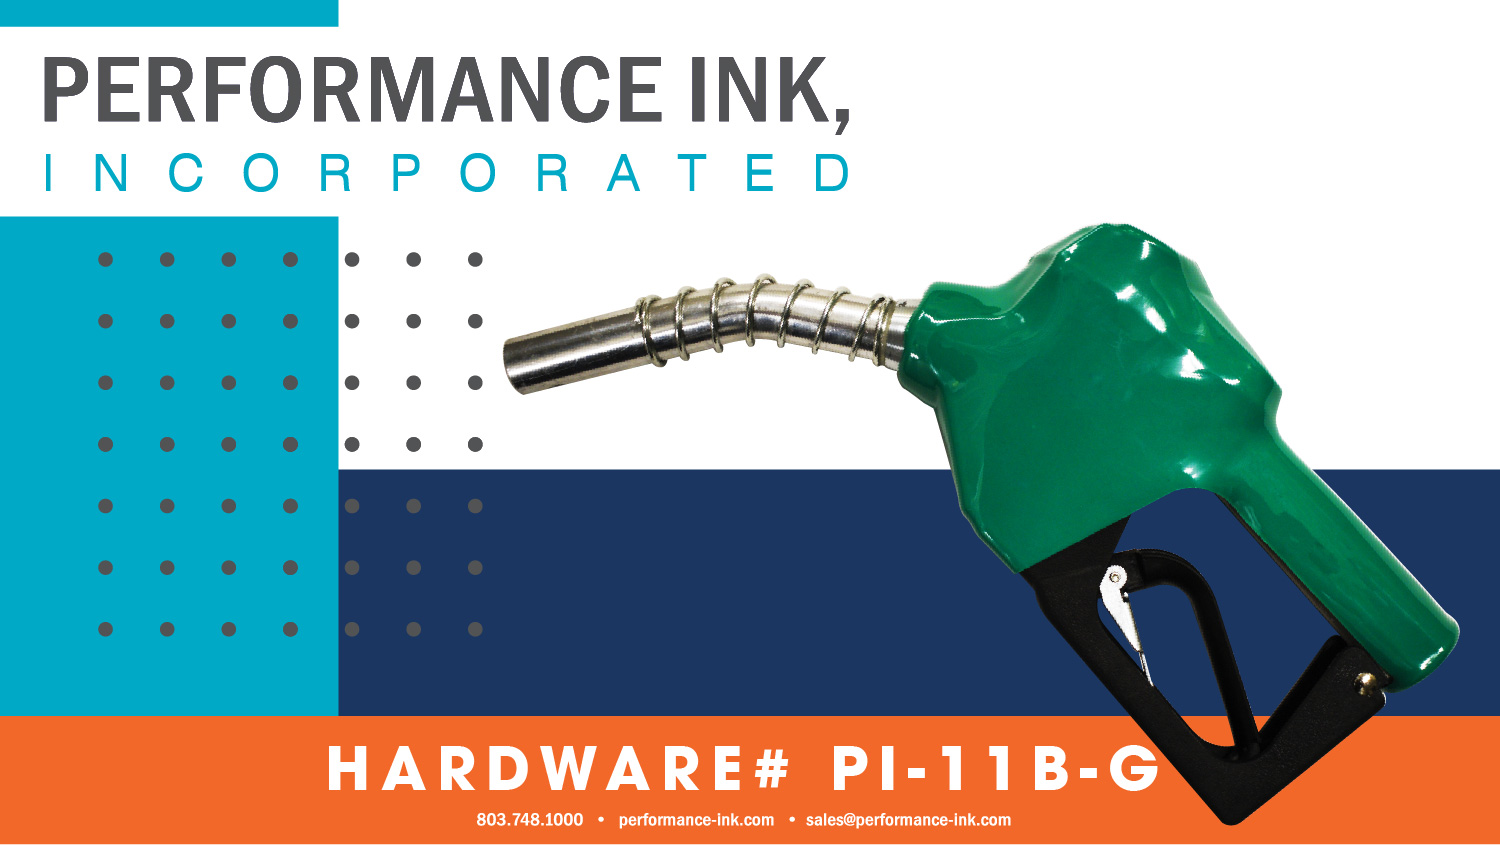 PERFORMANCE INK,
INCORPORATED
HARDWARE# PI-11B-G
803.748.1000 • performance-ink.com • sales@performance-ink.com